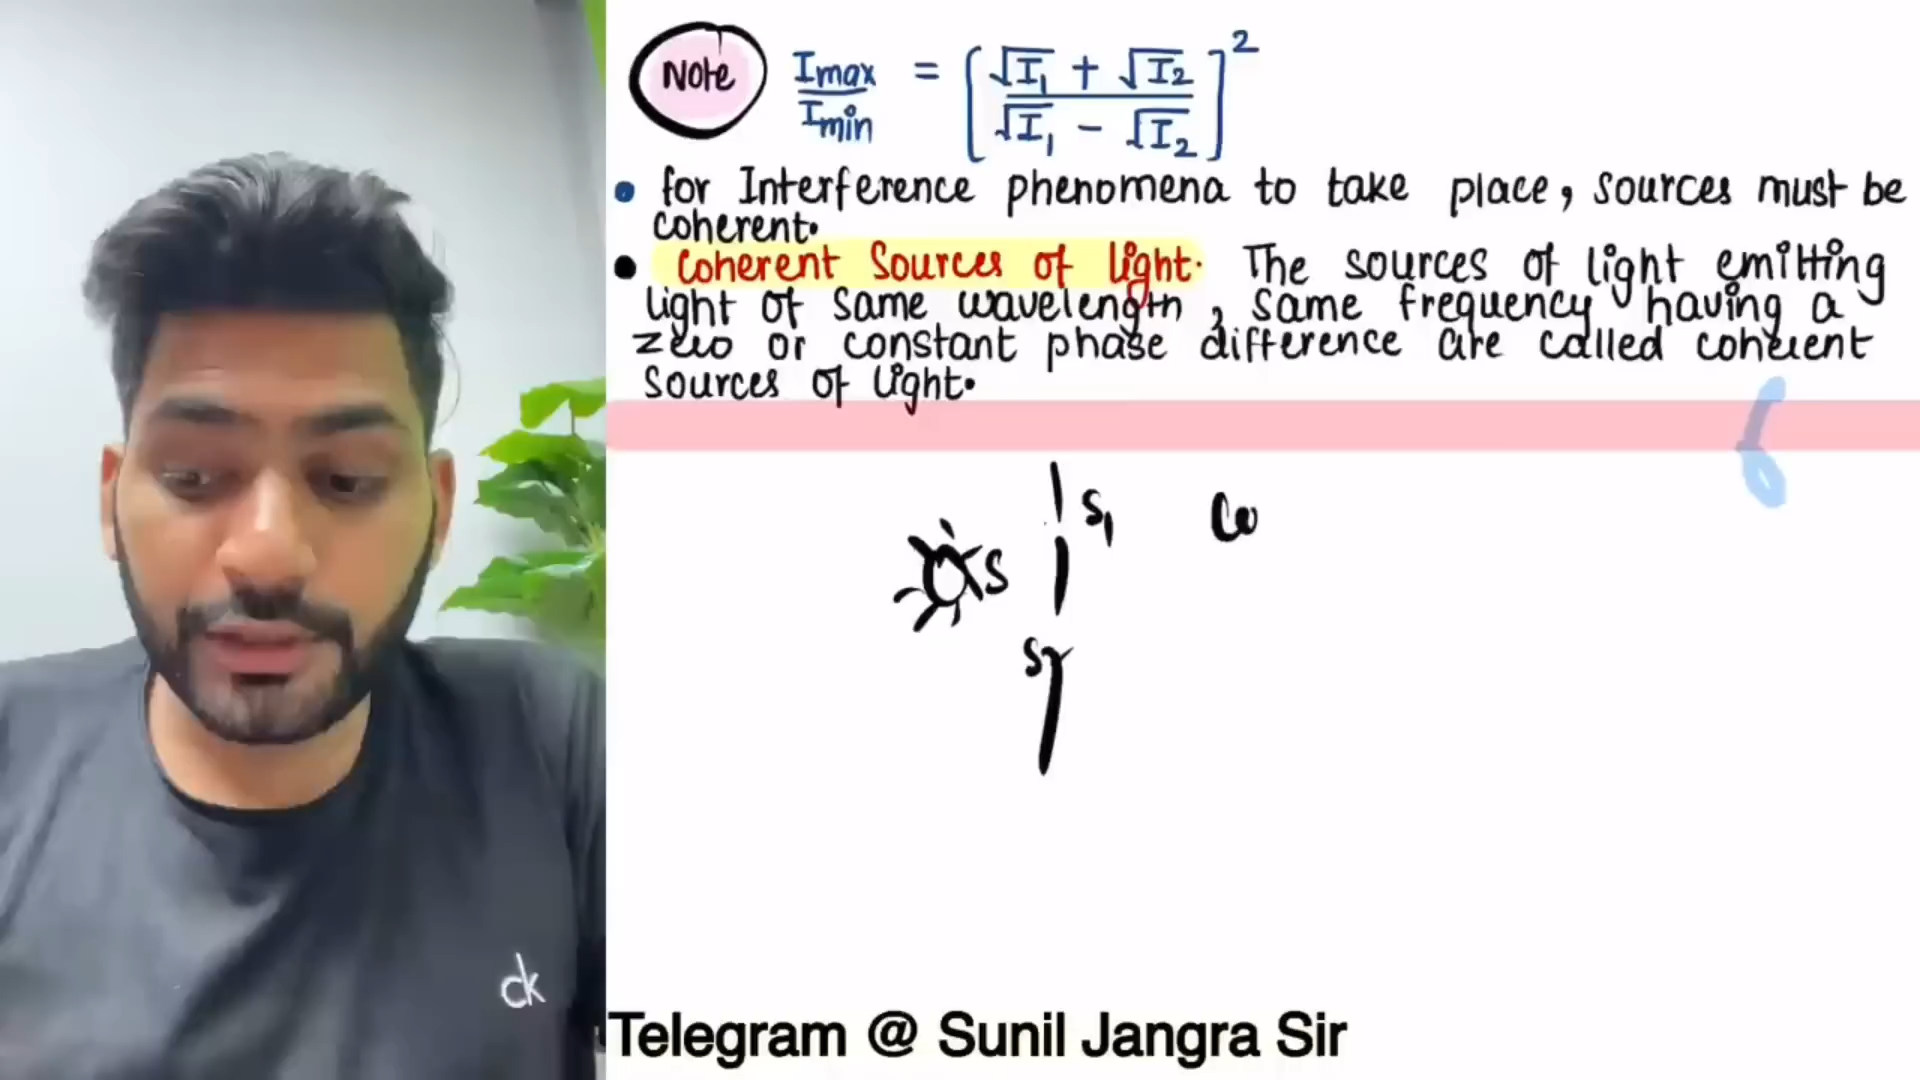 Note
Imax / Imin = [ √I1 + √I2 / √I1 - √I2 ]²
• for Interference phenomena to take place, sources must be
coherent.
• Coherent Sources of light. The sources of light emitting
light of same wavelength, same frequency having a
zero or constant phase difference are called coherent
sources of light.
S1
Co
S
S2
ck
Telegram @ Sunil Jangra Sir